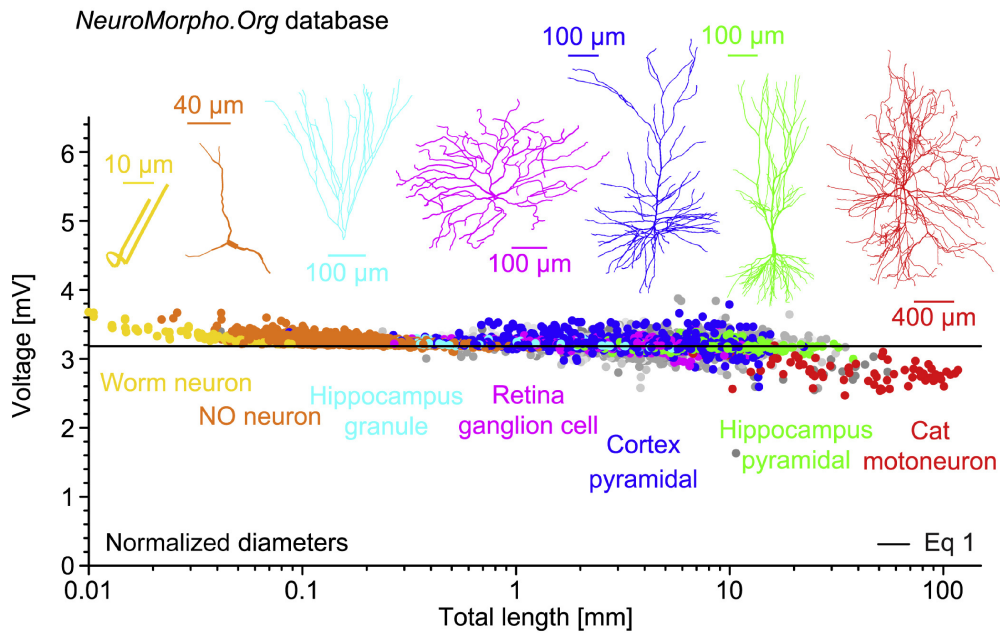 NeuroMorpho.Org database
100 µm
100 µm
40 µm
10 µm
100 µm
100 µm
400 µm
Voltage [mV]
6
5
4
3
2
1
0
Worm neuron
NO neuron
Hippocampus
granule
Retina
ganglion cell
Cortex
pyramidal
Hippocampus
pyramidal
Cat
motoneuron
Normalized diameters
Eq 1
0.01
0.1
1
10
100
Total length [mm]